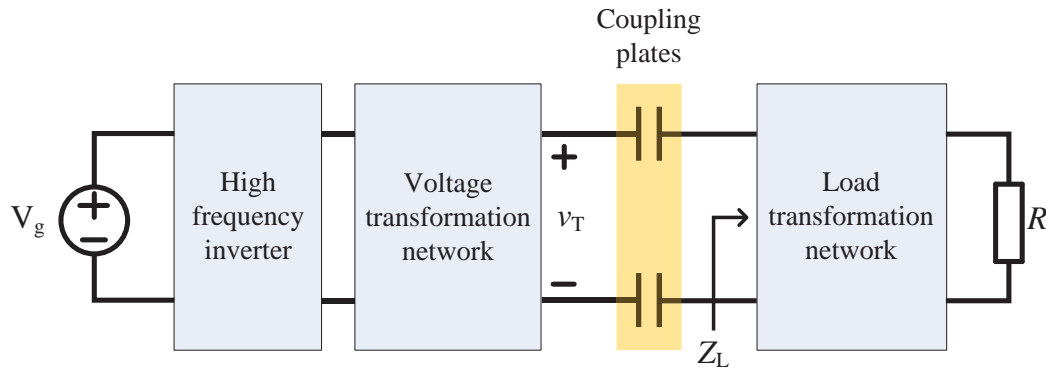 Coupling
plates
V_g
High
frequency
inverter
Voltage
transformation
network
+
v_T
−
Z_L
Load
transformation
network
R